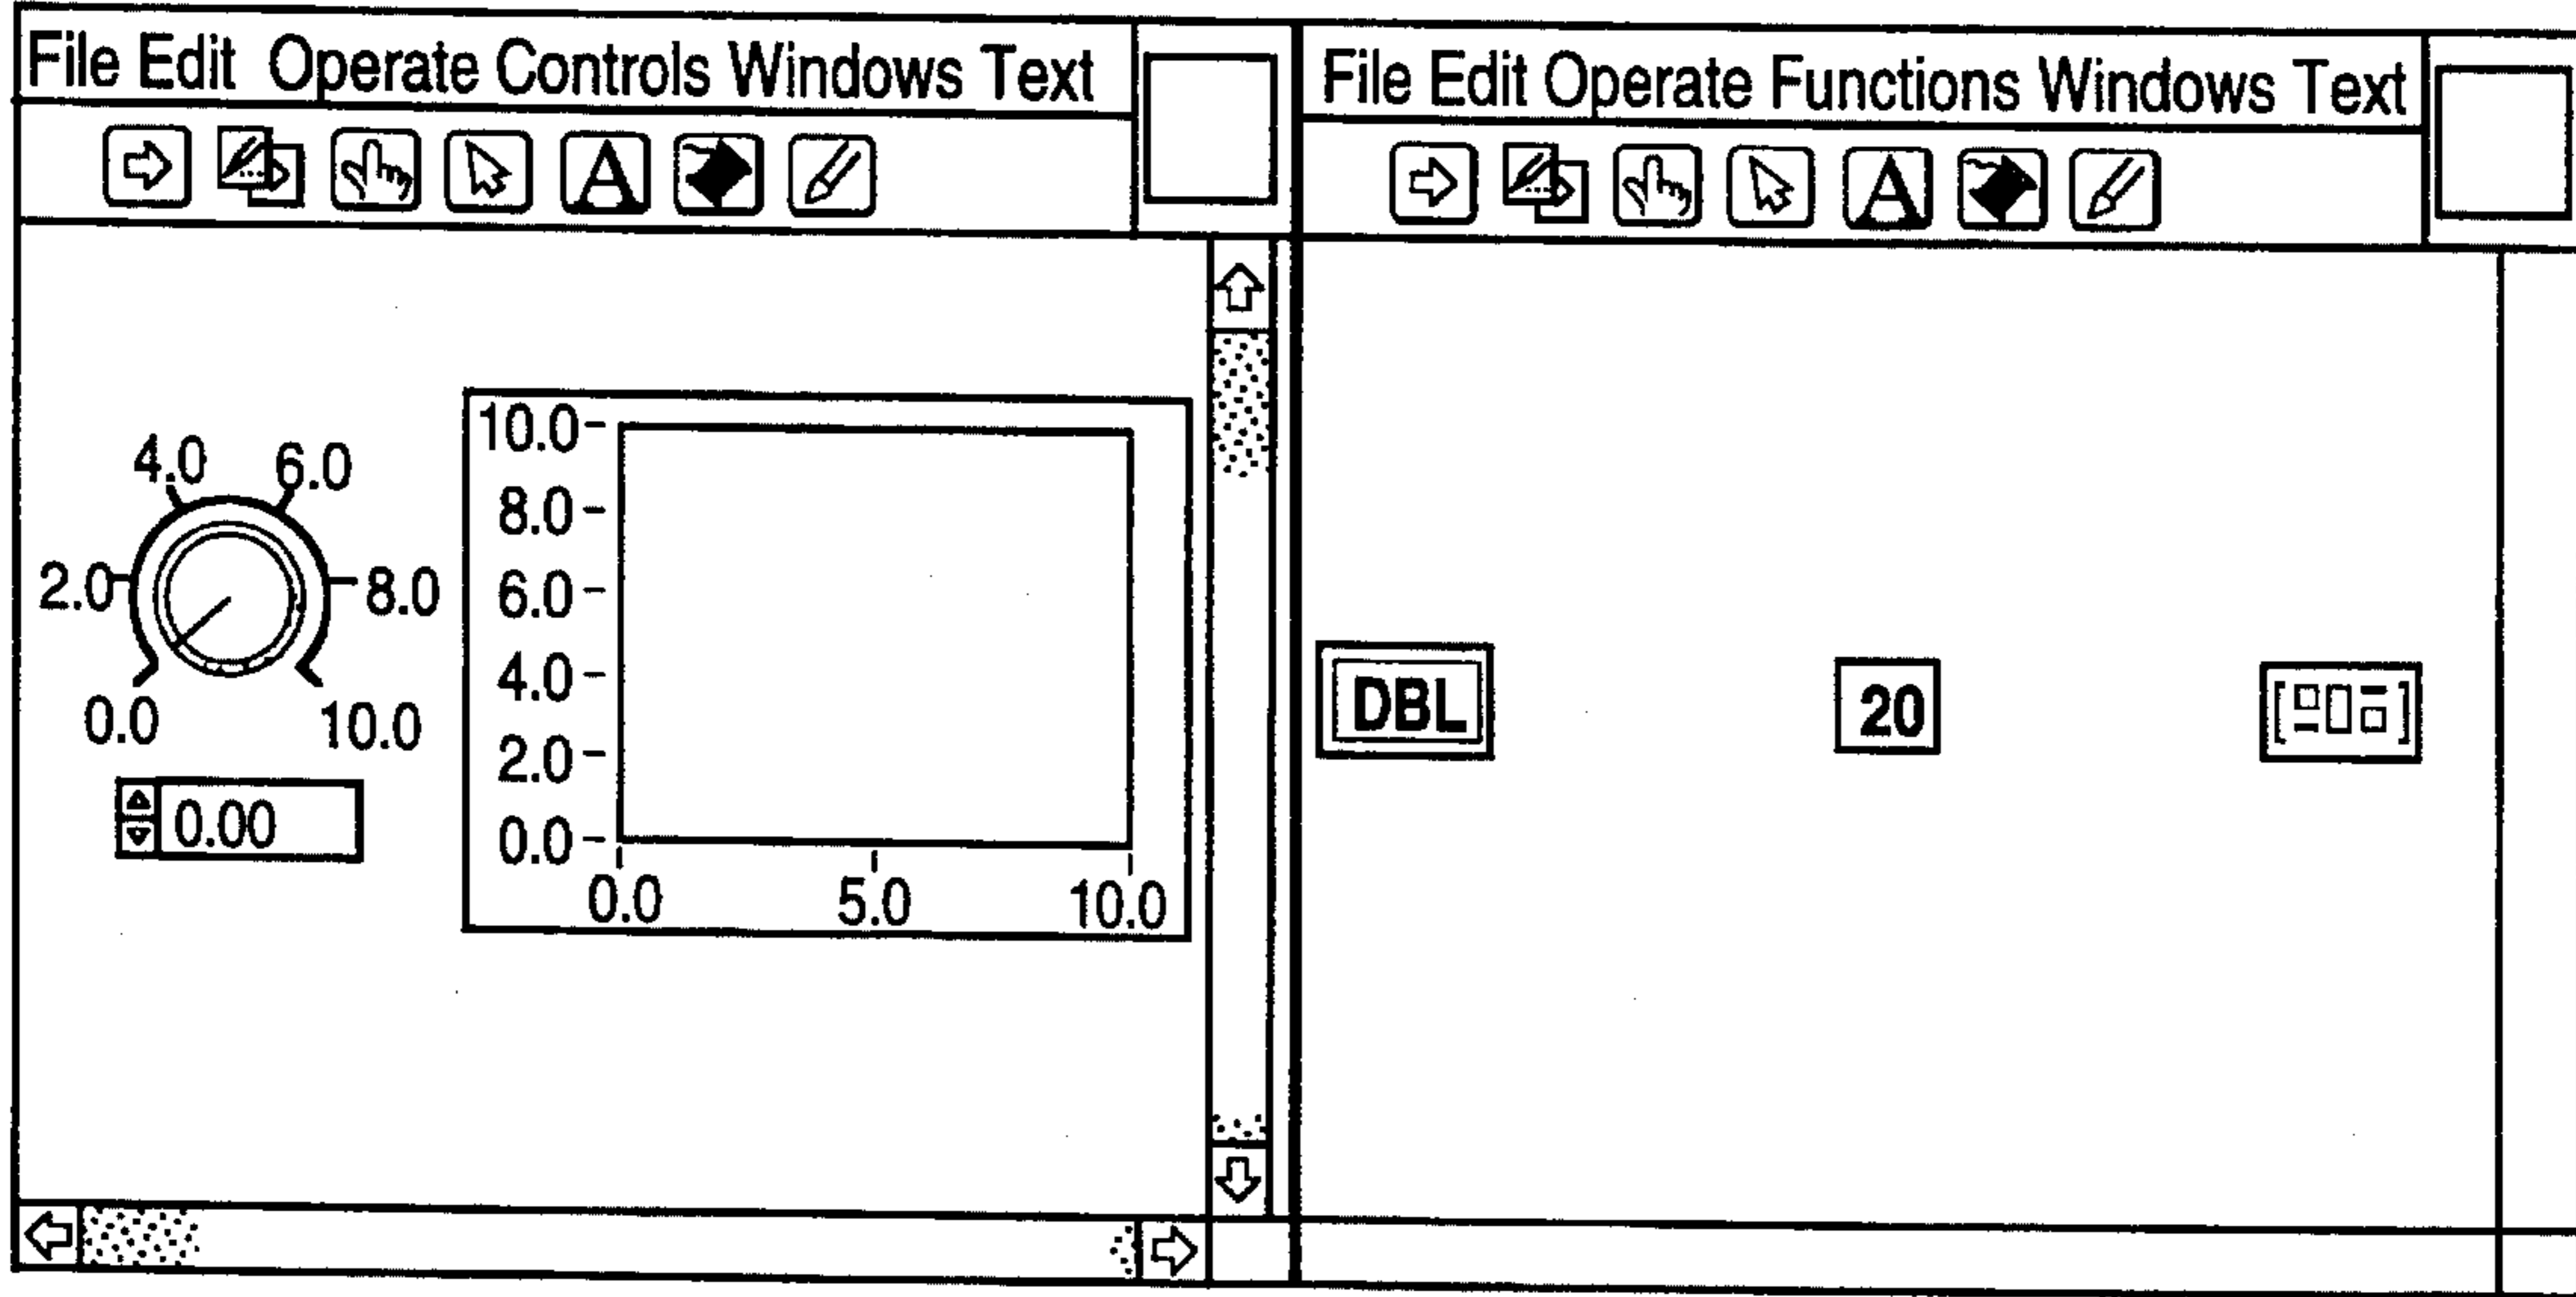 File Edit Operate Controls Windows Text
A
10.0
8.0
6.0
4.0
2.0
0.0
0.0 5.0 10.0
4.0 6.0
2.0 8.0
0.0 10.0
0.00
File Edit Operate Functions Windows Text
A
DBL
20